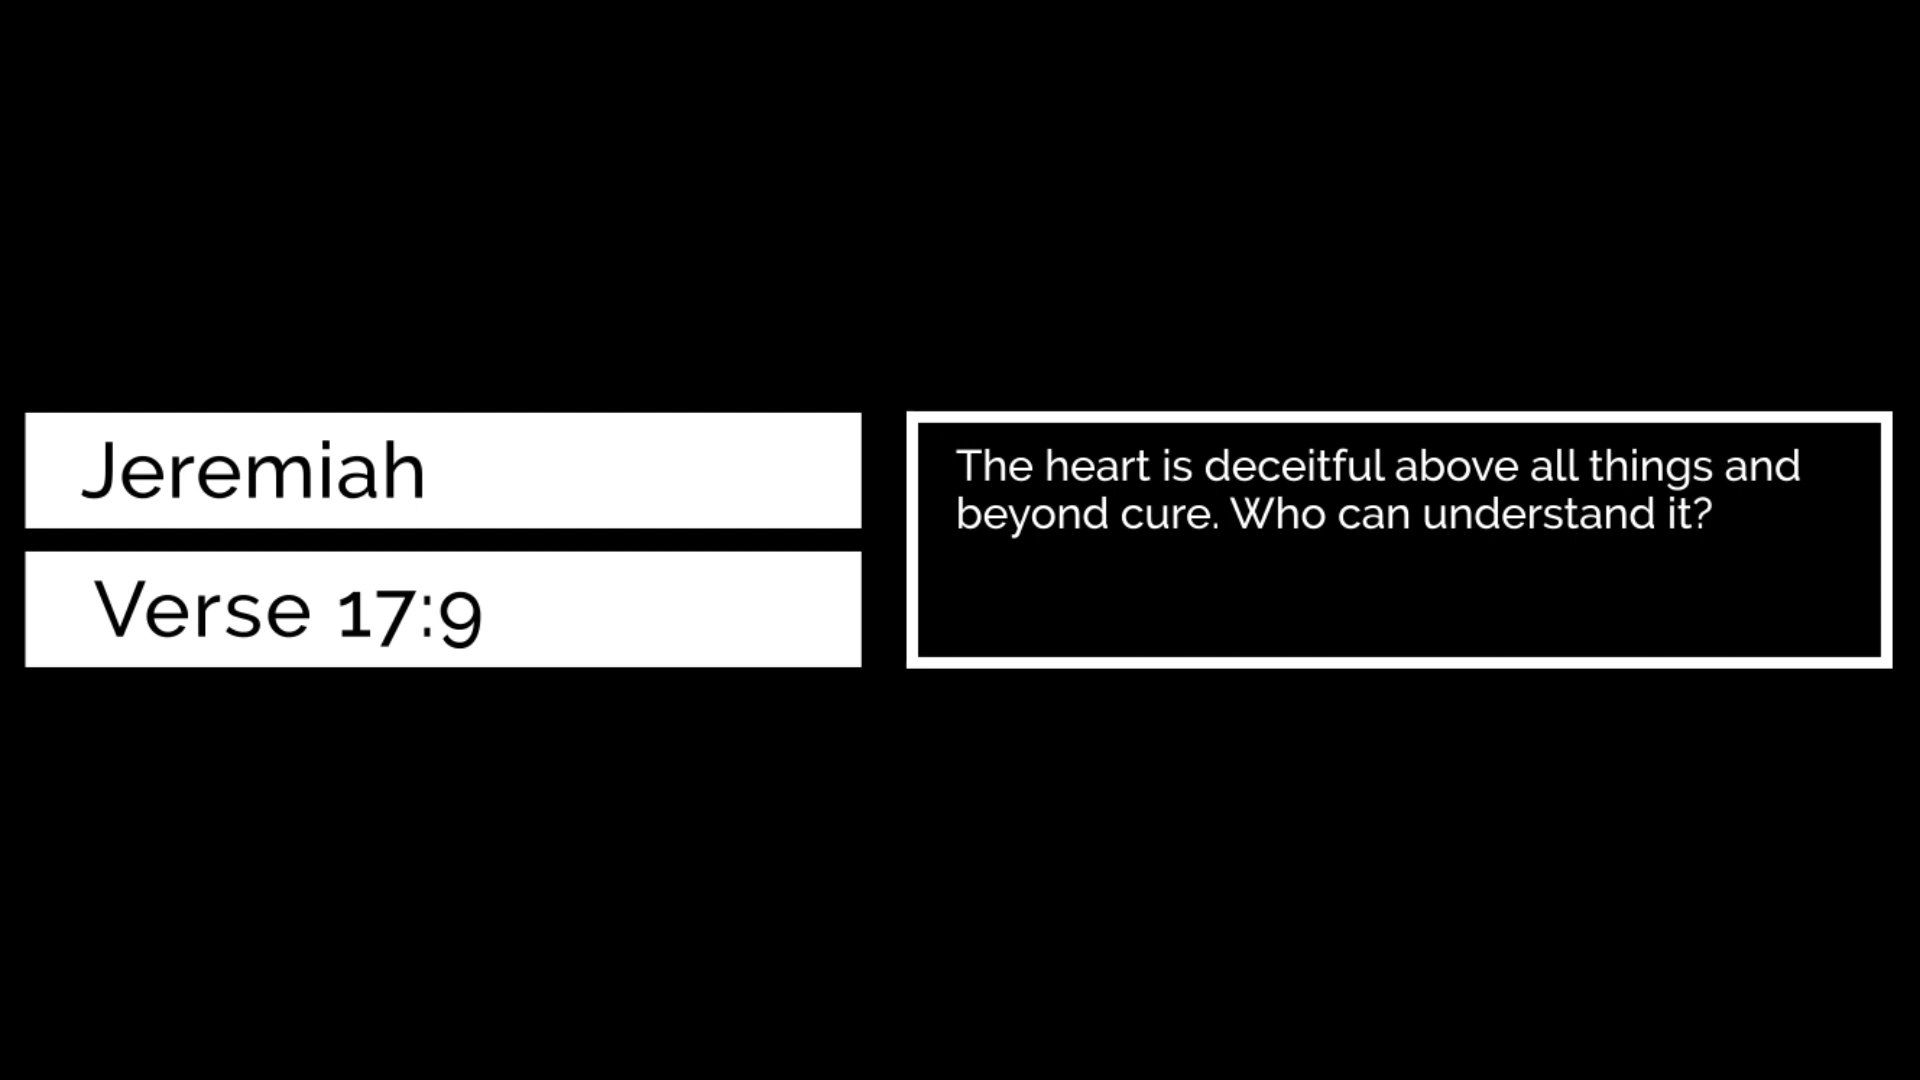 Jeremiah
Verse 17:9
The heart is deceitful above all things and
beyond cure. Who can understand it?